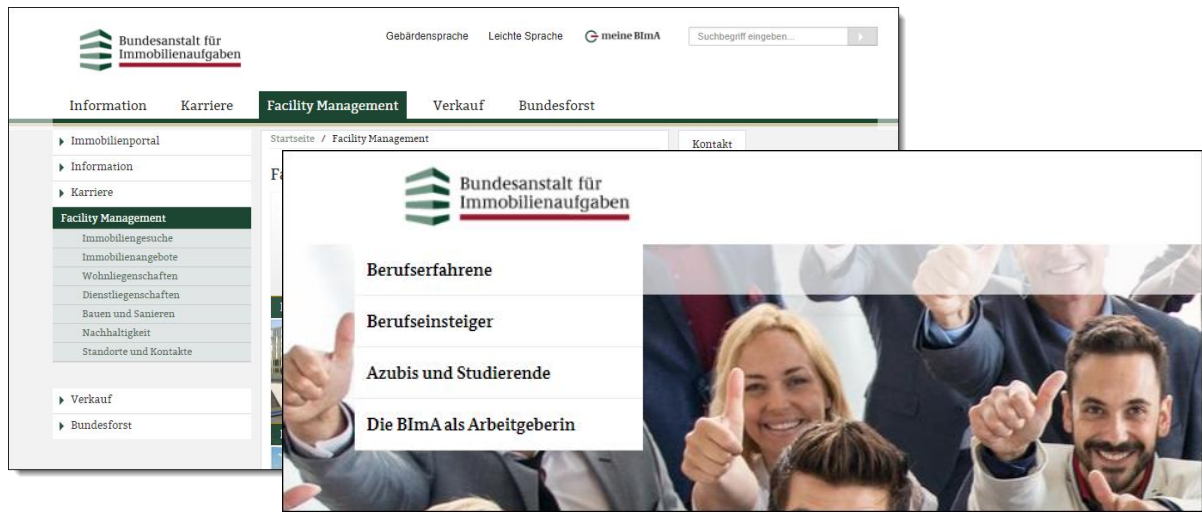 Bundesanstalt für
Immobilienaufgaben
Gebärdensprache Leichte Sprache meine BImA Suchbegriff eingeben...
Information Karriere Facility Management Verkauf Bundesforst
Immobilienportal
Information
Karriere
Facility Management
Immobiliengesuche
Immobilienangebote
Wohnliegenschaften
Dienstliegenschaften
Bauen und Sanieren
Nachhaltigkeit
Standorte und Kontakte
Verkauf
Bundesforst
Startseite / Facility Management
Kontakt
Bundesanstalt für
Immobilienaufgaben
Berufserfahrene
Berufseinsteiger
Azubis und Studierende
Die BImA als Arbeitgeberin